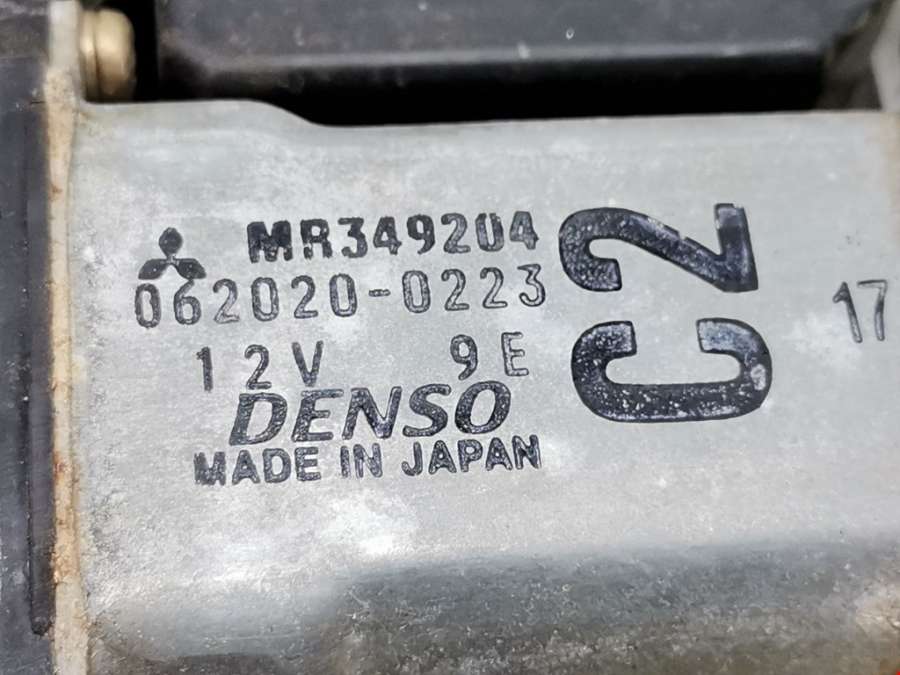 MR349204
062020-0223
12V 9E
DENSO
MADE IN JAPAN
C2
17